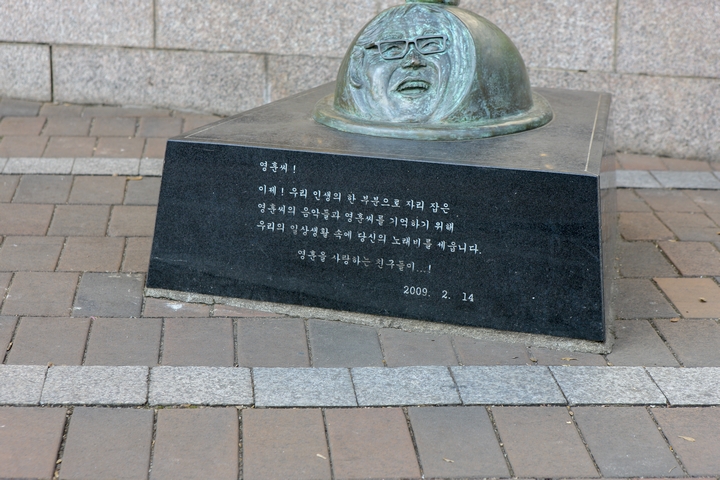 영훈씨!
이제! 우리 인생의 한 부분으로 자리 잡은
영훈씨의 음악들과 영훈씨를 기억하기 위해
우리의 일상생활 속에 당신의 노래비를 세웁니다.
영훈을 사랑하는 친구들이...!
2009. 2. 14